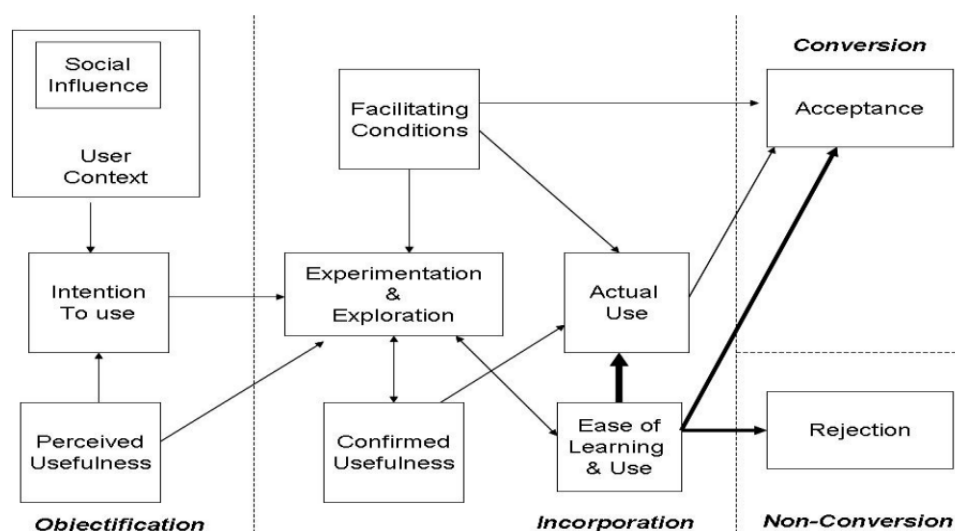 Conversion
Social
Influence
User
Context
Facilitating
Conditions
Acceptance
Intention
To use
Experimentation
&
Exploration
Actual
Use
Perceived
Usefulness
Confirmed
Usefulness
Ease of
Learning
& Use
Rejection
Objectification
Incorporation
Non-Conversion